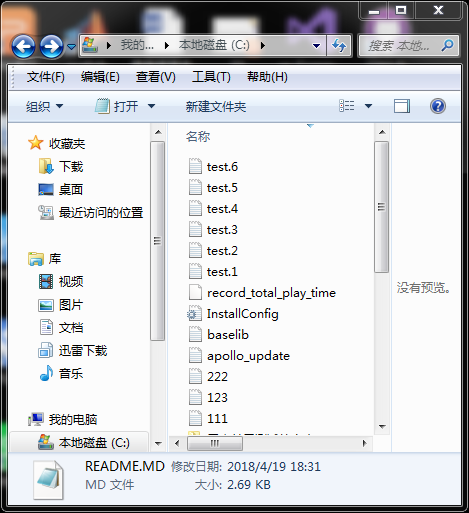 我的... 本地磁盘 (C:) 搜索 本地...
文件(F) 编辑(E) 查看(V) 工具(T) 帮助(H)
组织 打开 新建文件夹
收藏夹
下载
桌面
最近访问的位置
库
视频
图片
文档
迅雷下载
音乐
我的电脑
本地磁盘 (C:)
名称
test.6
test.5
test.4
test.3
test.2
test.1
record_total_play_time
InstallConfig
baselib
apollo_update
222
123
111
没有预览。
README.MD 修改日期: 2018/4/19 18:31
MD 文件 大小: 2.69 KB